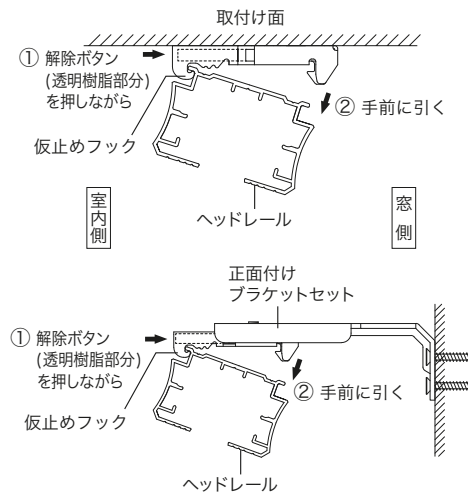 取付け面
① 解除ボタン
(透明樹脂部分)
を押しながら
② 手前に引く
仮止めフック
室内側
窓側
ヘッドレール
正面付け
ブラケットセット
① 解除ボタン
(透明樹脂部分)
を押しながら
② 手前に引く
仮止めフック
ヘッドレール